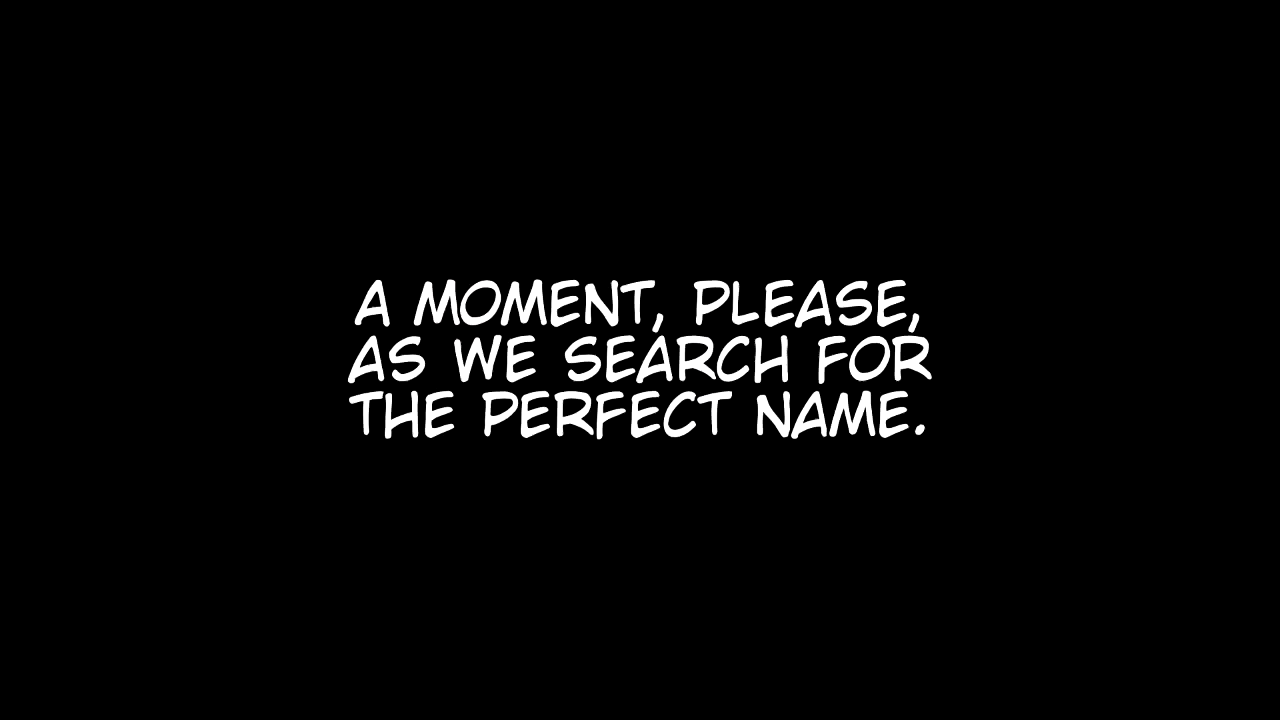 A MOMENT, PLEASE,
AS WE SEARCH FOR
THE PERFECT NAME.